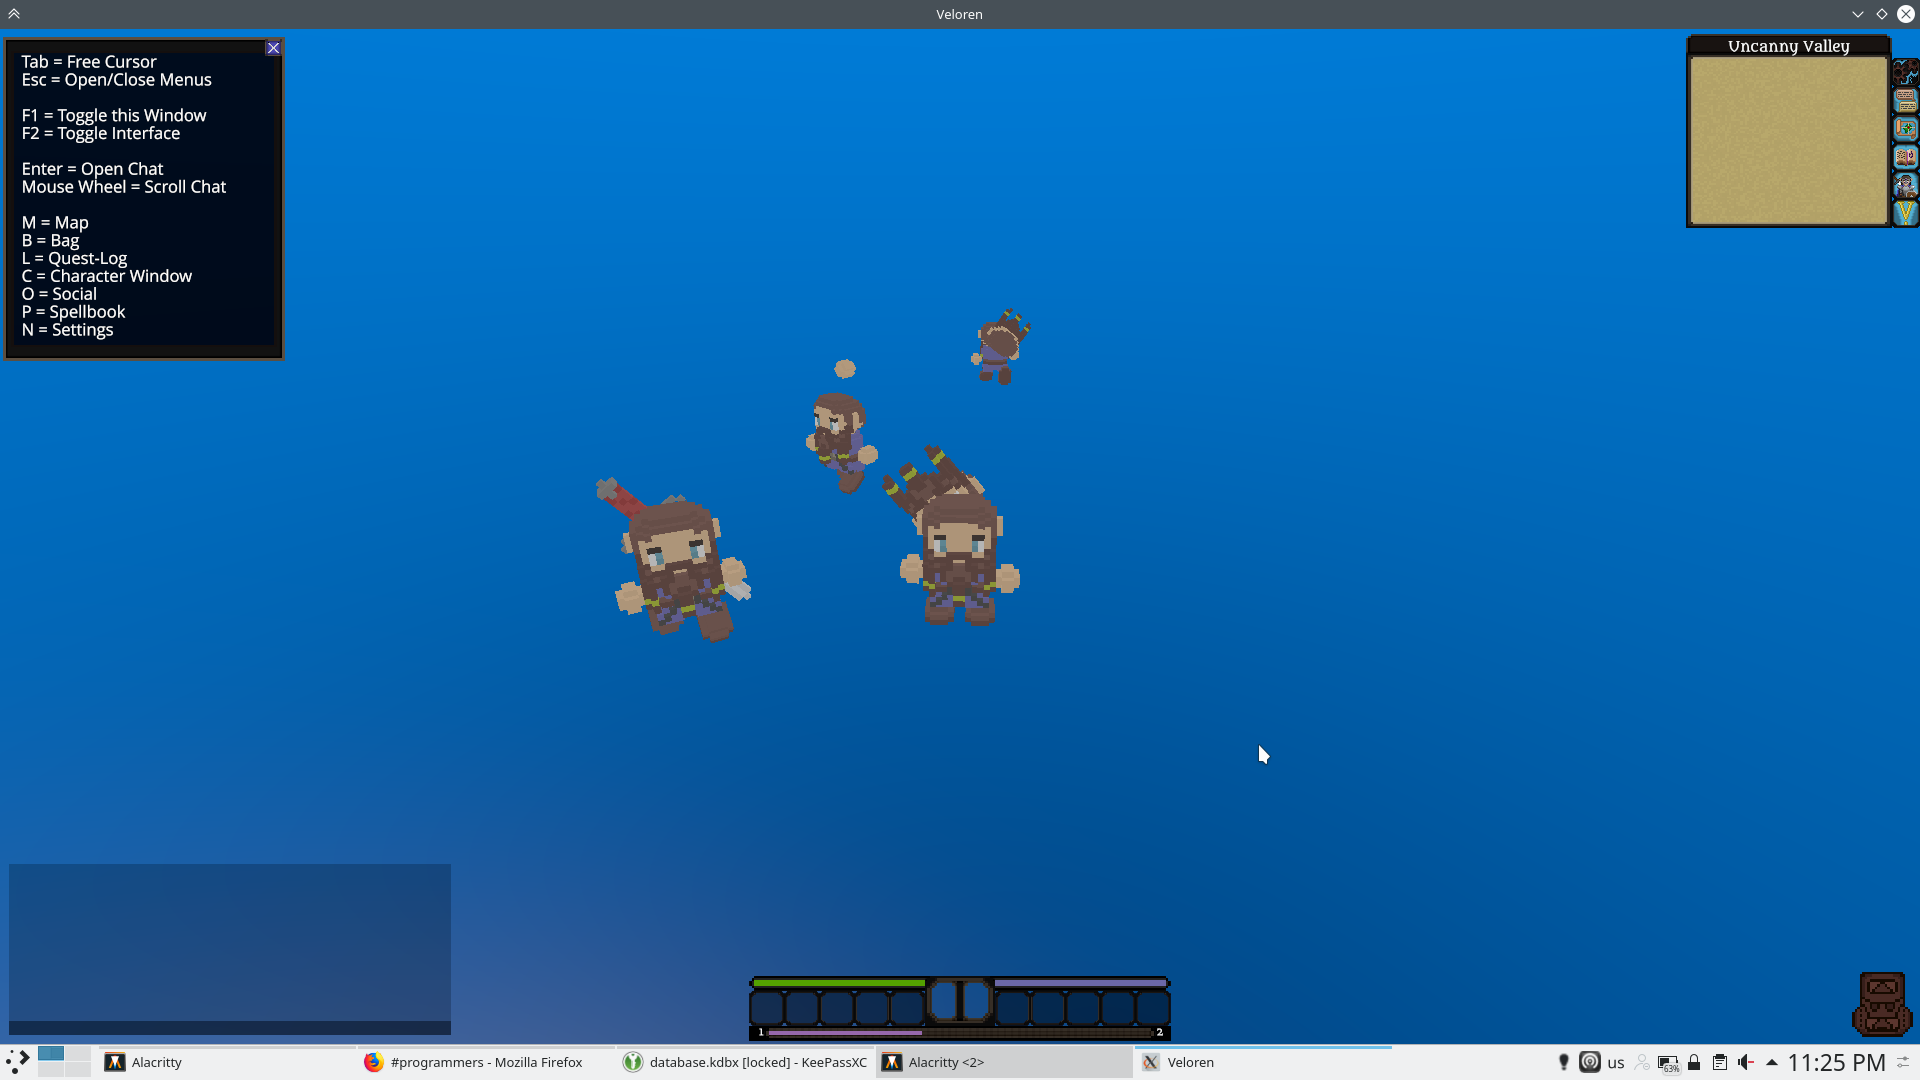 Veloren
Tab = Free Cursor
Esc = Open/Close Menus
F1 = Toggle this Window
F2 = Toggle Interface
Enter = Open Chat
Mouse Wheel = Scroll Chat
M = Map
B = Bag
L = Quest-Log
C = Character Window
O = Social
P = Spellbook
N = Settings
Uncanny Valley
V
1
2
Alacritty
#programmers - Mozilla Firefox
database.kdbx [locked] - KeePassXC
Alacritty <2>
Veloren
us
63%
11:25 PM